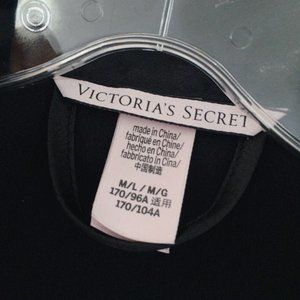 VICTORIA'S SECRET
made in China/
fabriqué en Chine/
hecho en China/
fabbricato in Cina/
中国制造
M/L / M/G
170/96A 适用
170/104A